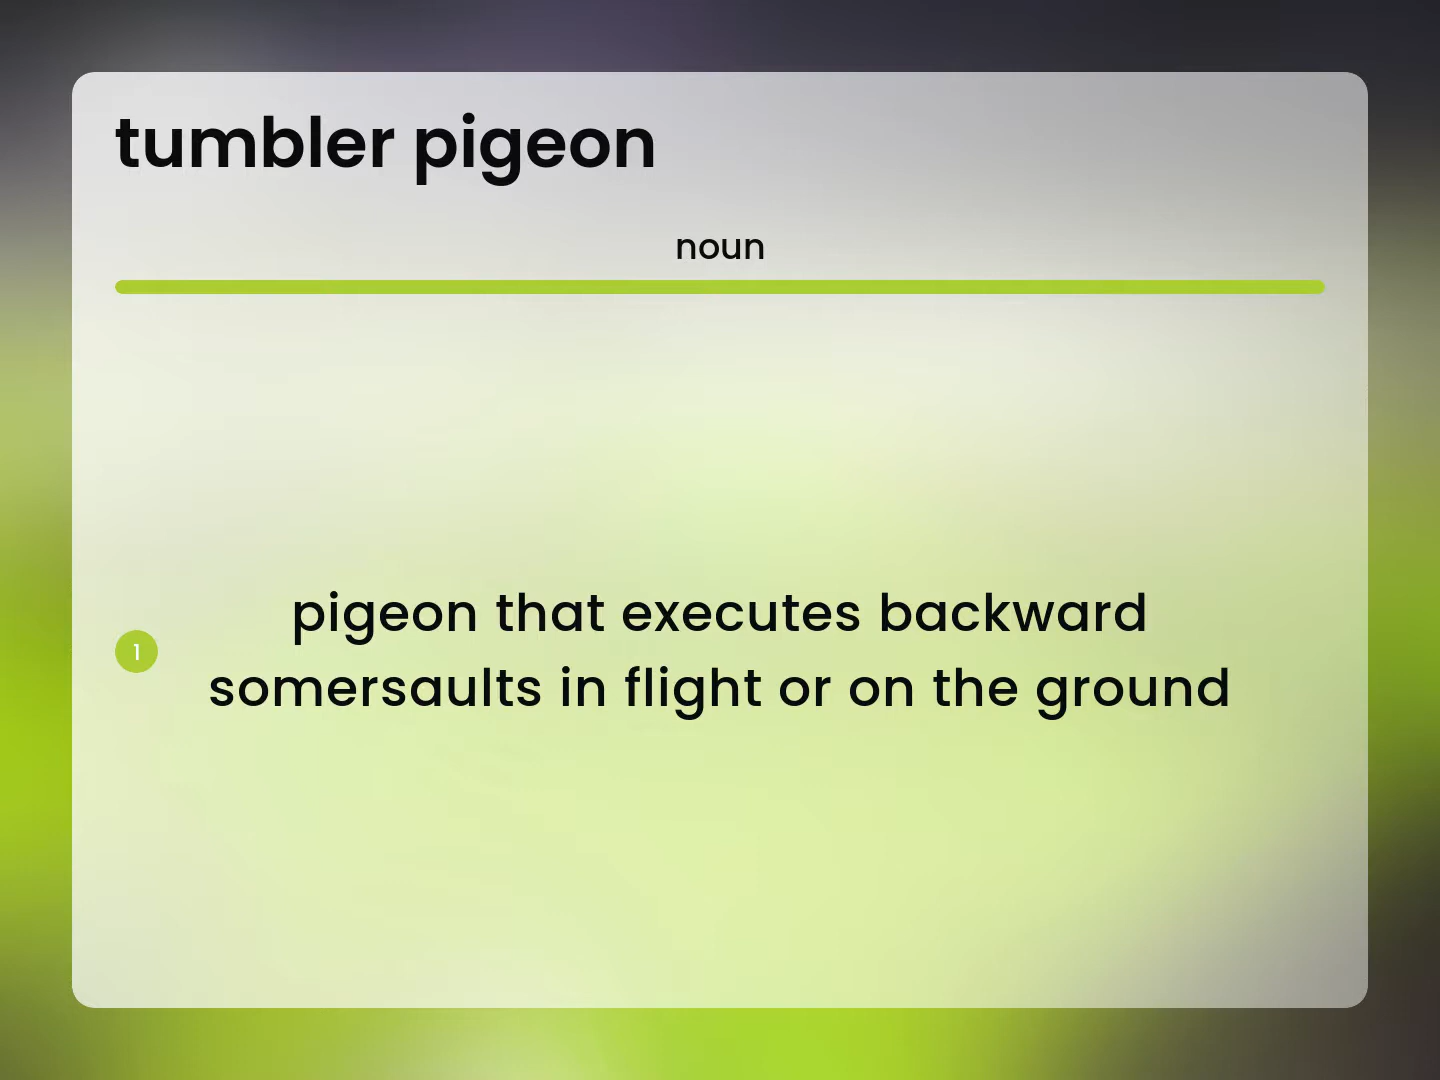 tumbler pigeon
noun
1
pigeon that executes backward
somersaults in flight or on the ground